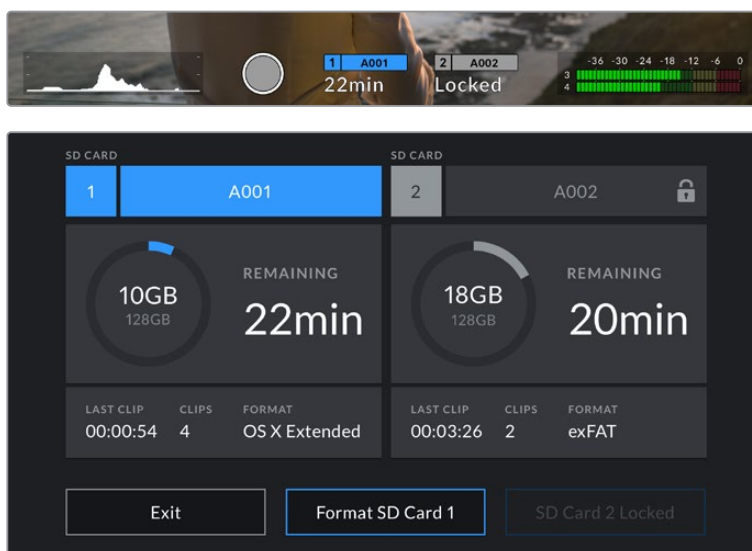 -36 -30 -24 -18 -12 -6 0
1 A001 2 A002
22min Locked
3
4
SD CARD SD CARD
1 A001 2 A002
REMAINING REMAINING
10GB 22min 18GB 20min
128GB 128GB
LAST CLIP CLIPS FORMAT LAST CLIP CLIPS FORMAT
00:00:54 4 OS X Extended 00:03:26 2 exFAT
Exit Format SD Card 1 SD Card 2 Locked